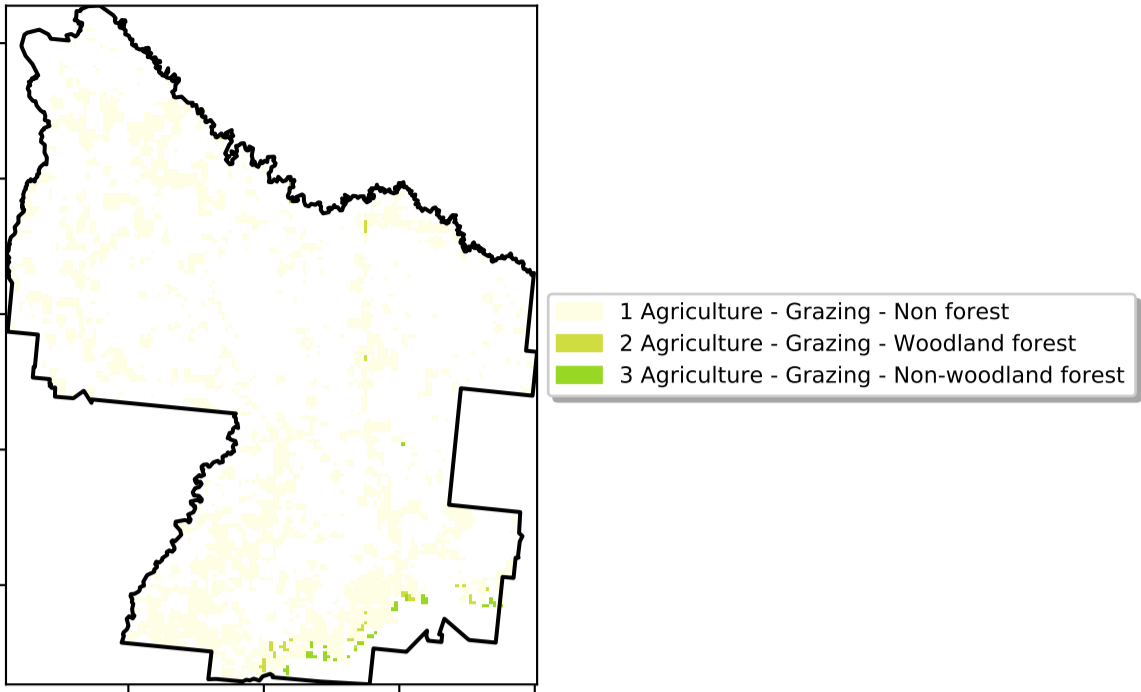 1 Agriculture - Grazing - Non forest
2 Agriculture - Grazing - Woodland forest
3 Agriculture - Grazing - Non-woodland forest